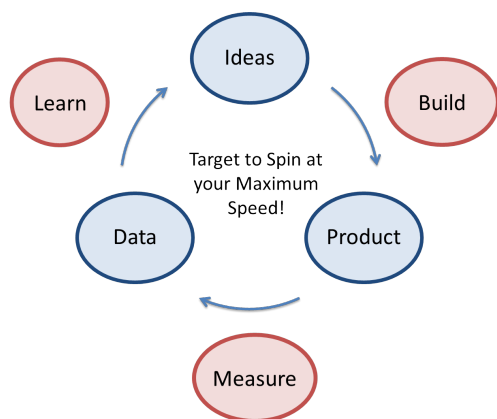 Ideas
Learn
Build
Target to Spin at
your Maximum
Speed!
Data
Product
Measure